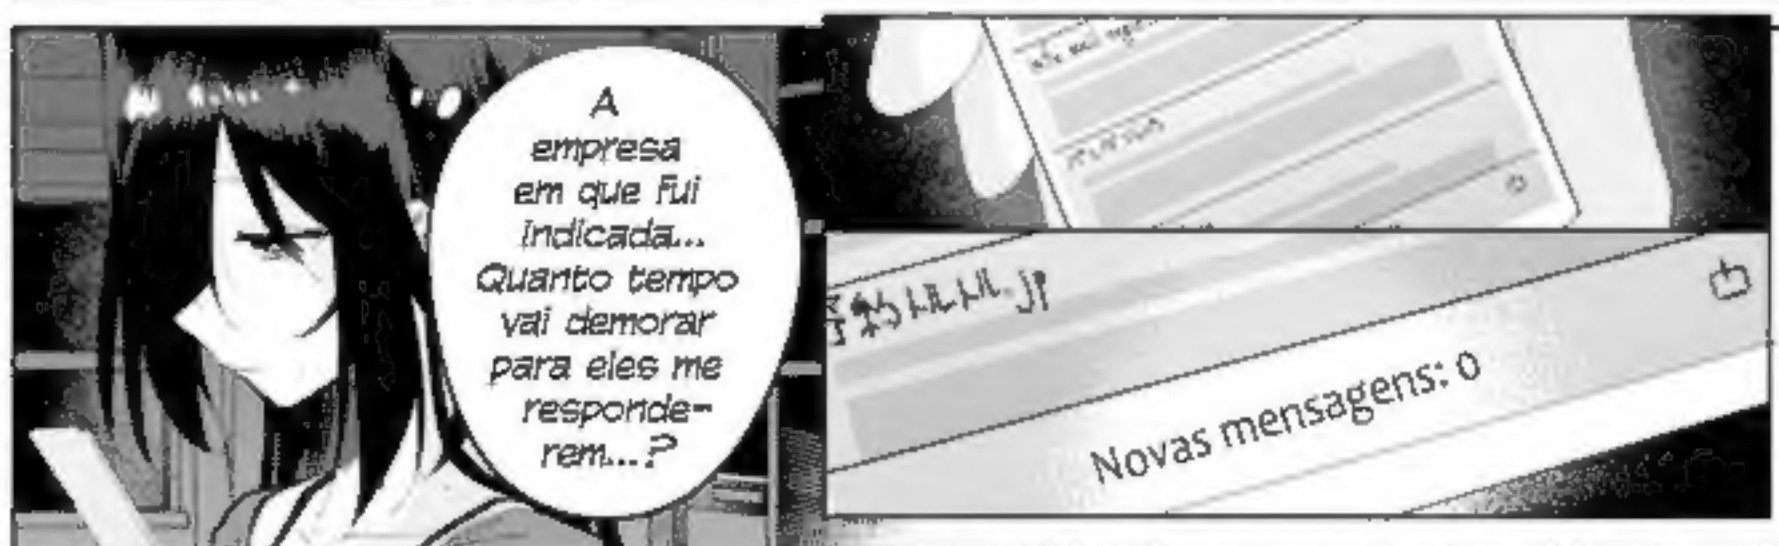 A
empresa
em que fui
indicada...
Quanto tempo
vai demorar
para eles me
responde-
rem...?
Novas mensagens: 0